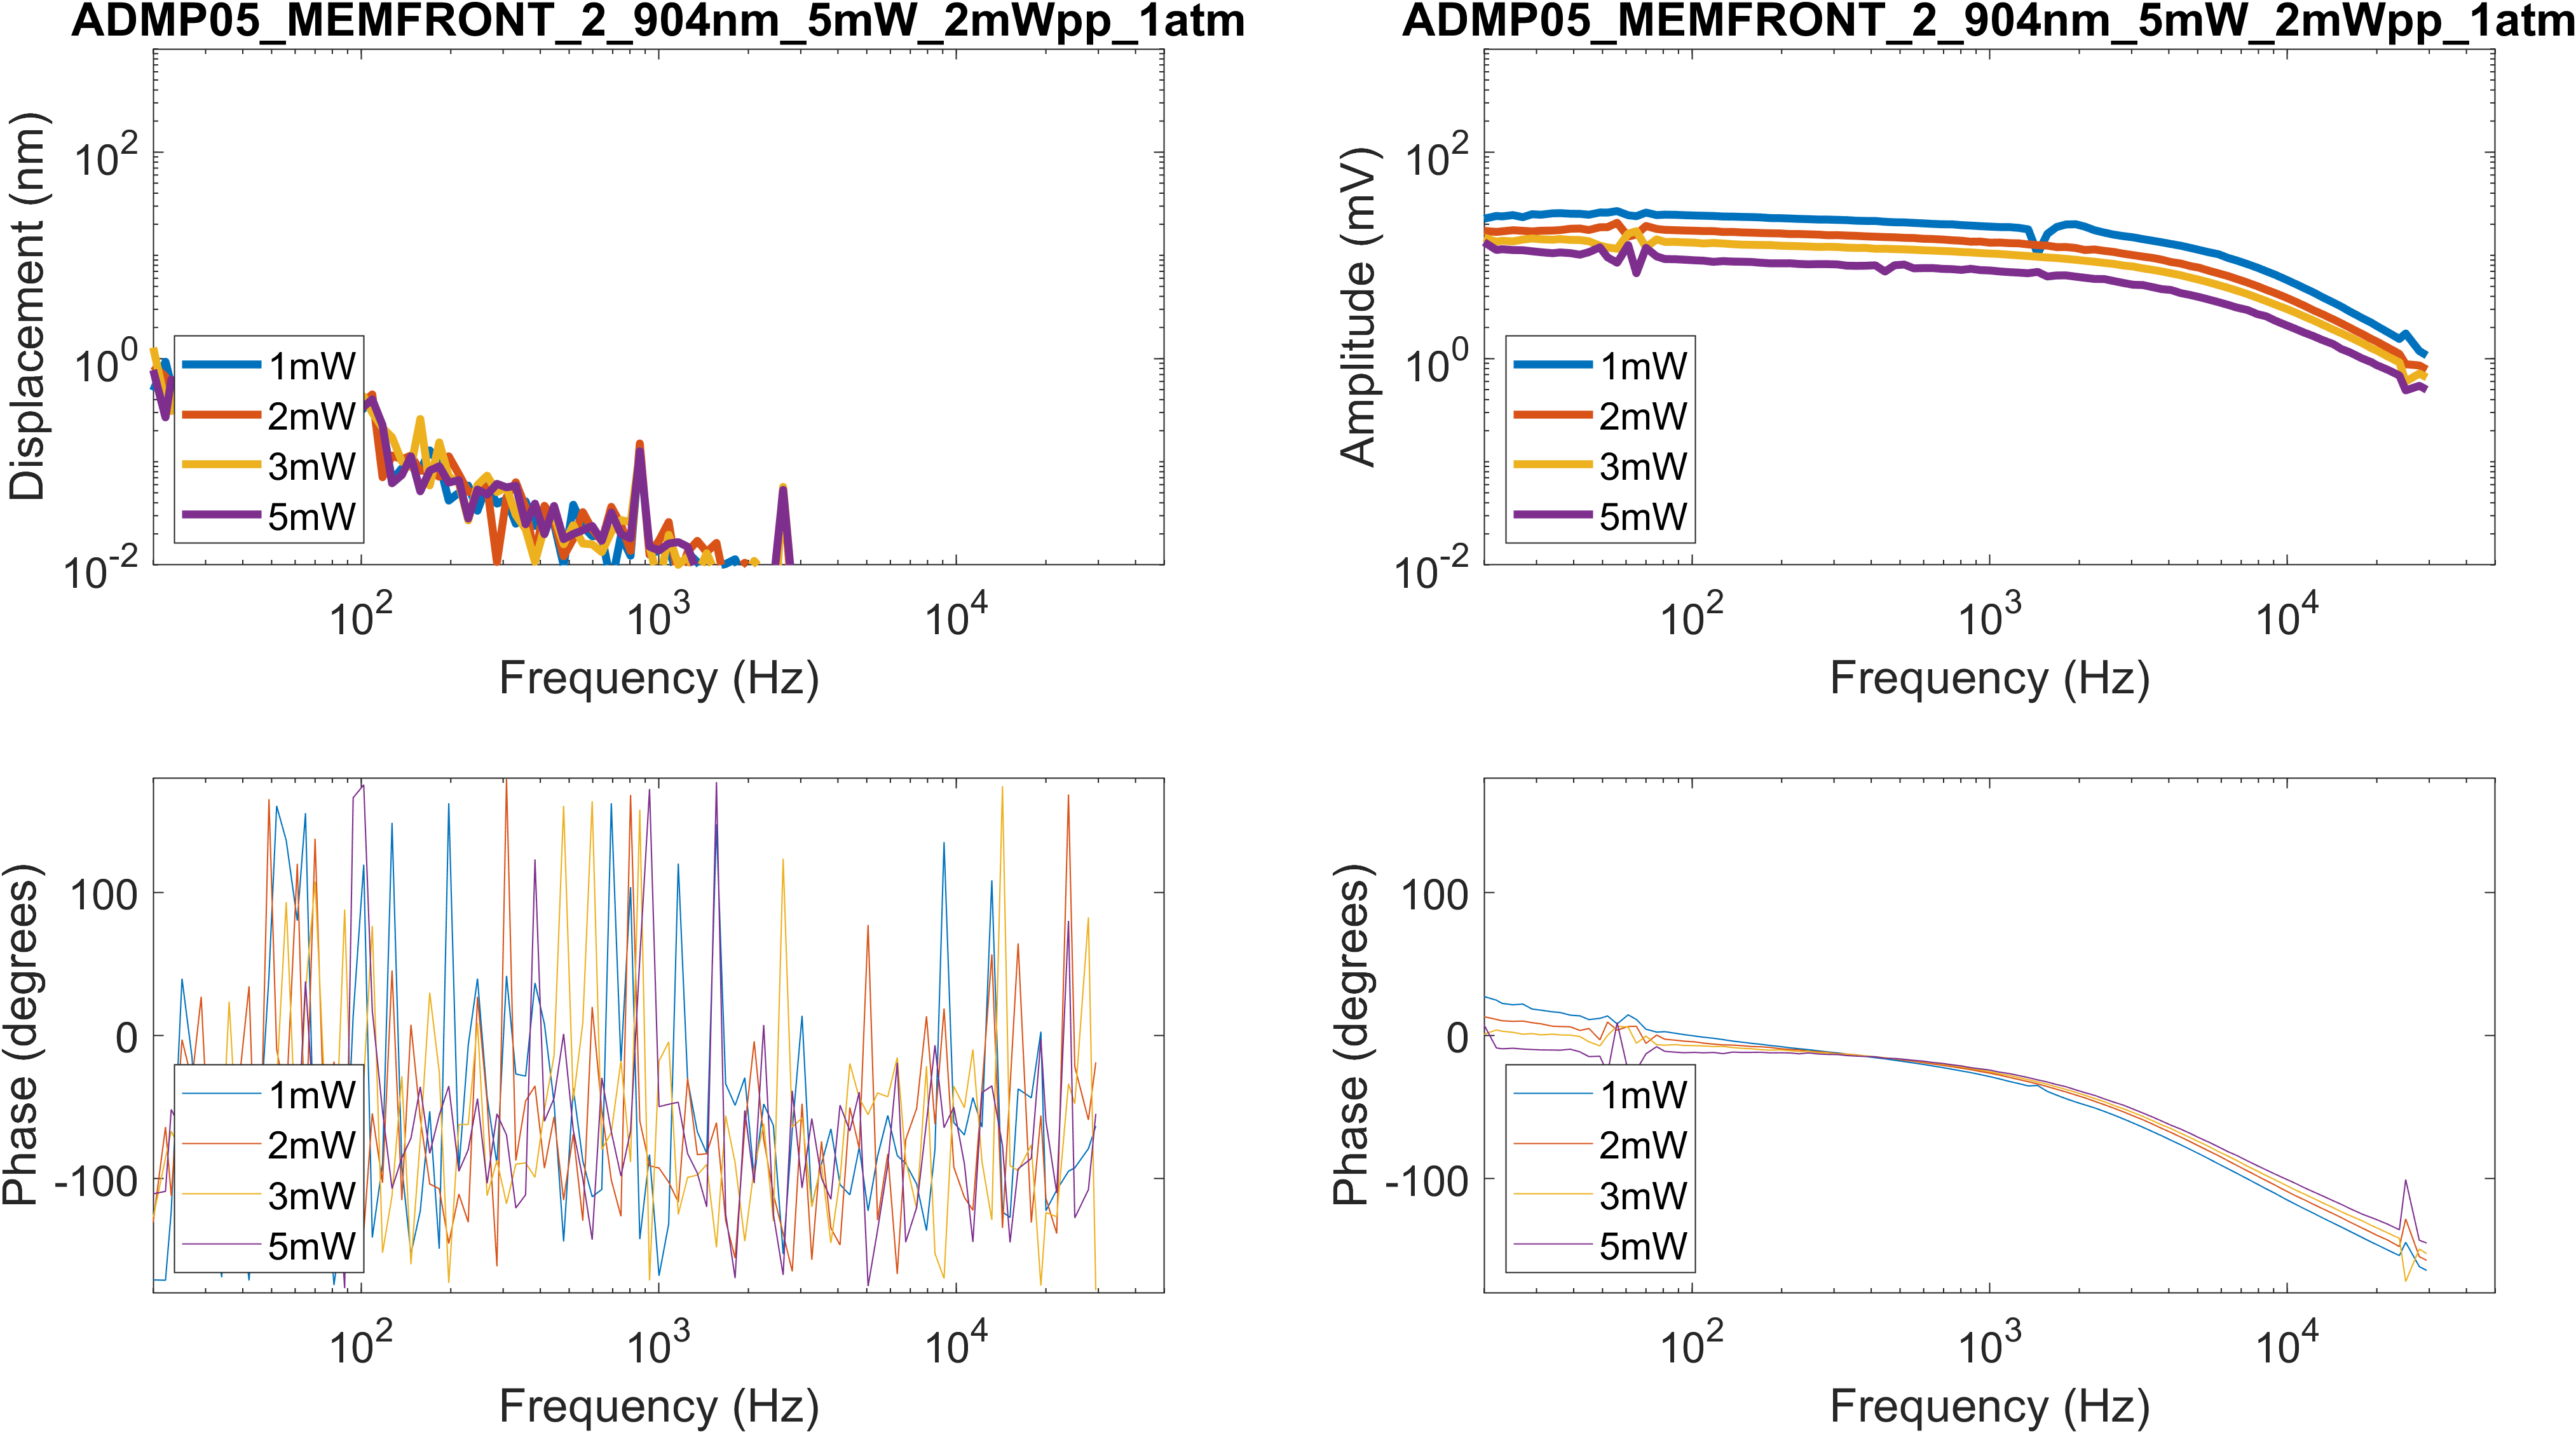 ADMP05_MEMFRONT_2_904nm_5mW_2mWpp_1atm
Displacement (nm)
10^2
10^0
10^-2
1mW
2mW
3mW
5mW
10^2
10^3
10^4
Frequency (Hz)
ADMP05_MEMFRONT_2_904nm_5mW_2mWpp_1atm
Amplitude (mV)
10^2
10^0
10^-2
1mW
2mW
3mW
5mW
10^2
10^3
10^4
Frequency (Hz)
Phase (degrees)
100
0
-100
1mW
2mW
3mW
5mW
10^2
10^3
10^4
Frequency (Hz)
Phase (degrees)
100
0
-100
1mW
2mW
3mW
5mW
10^2
10^3
10^4
Frequency (Hz)